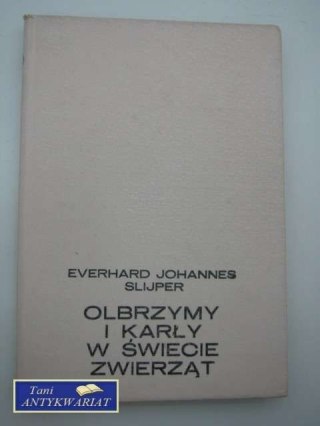 EVERHARD JOHANNES
SLIJPER
OLBRZYMY
I KARŁY
W ŚWIECIE
ZWIERZĄT
Tani
ANTYKWARIAT